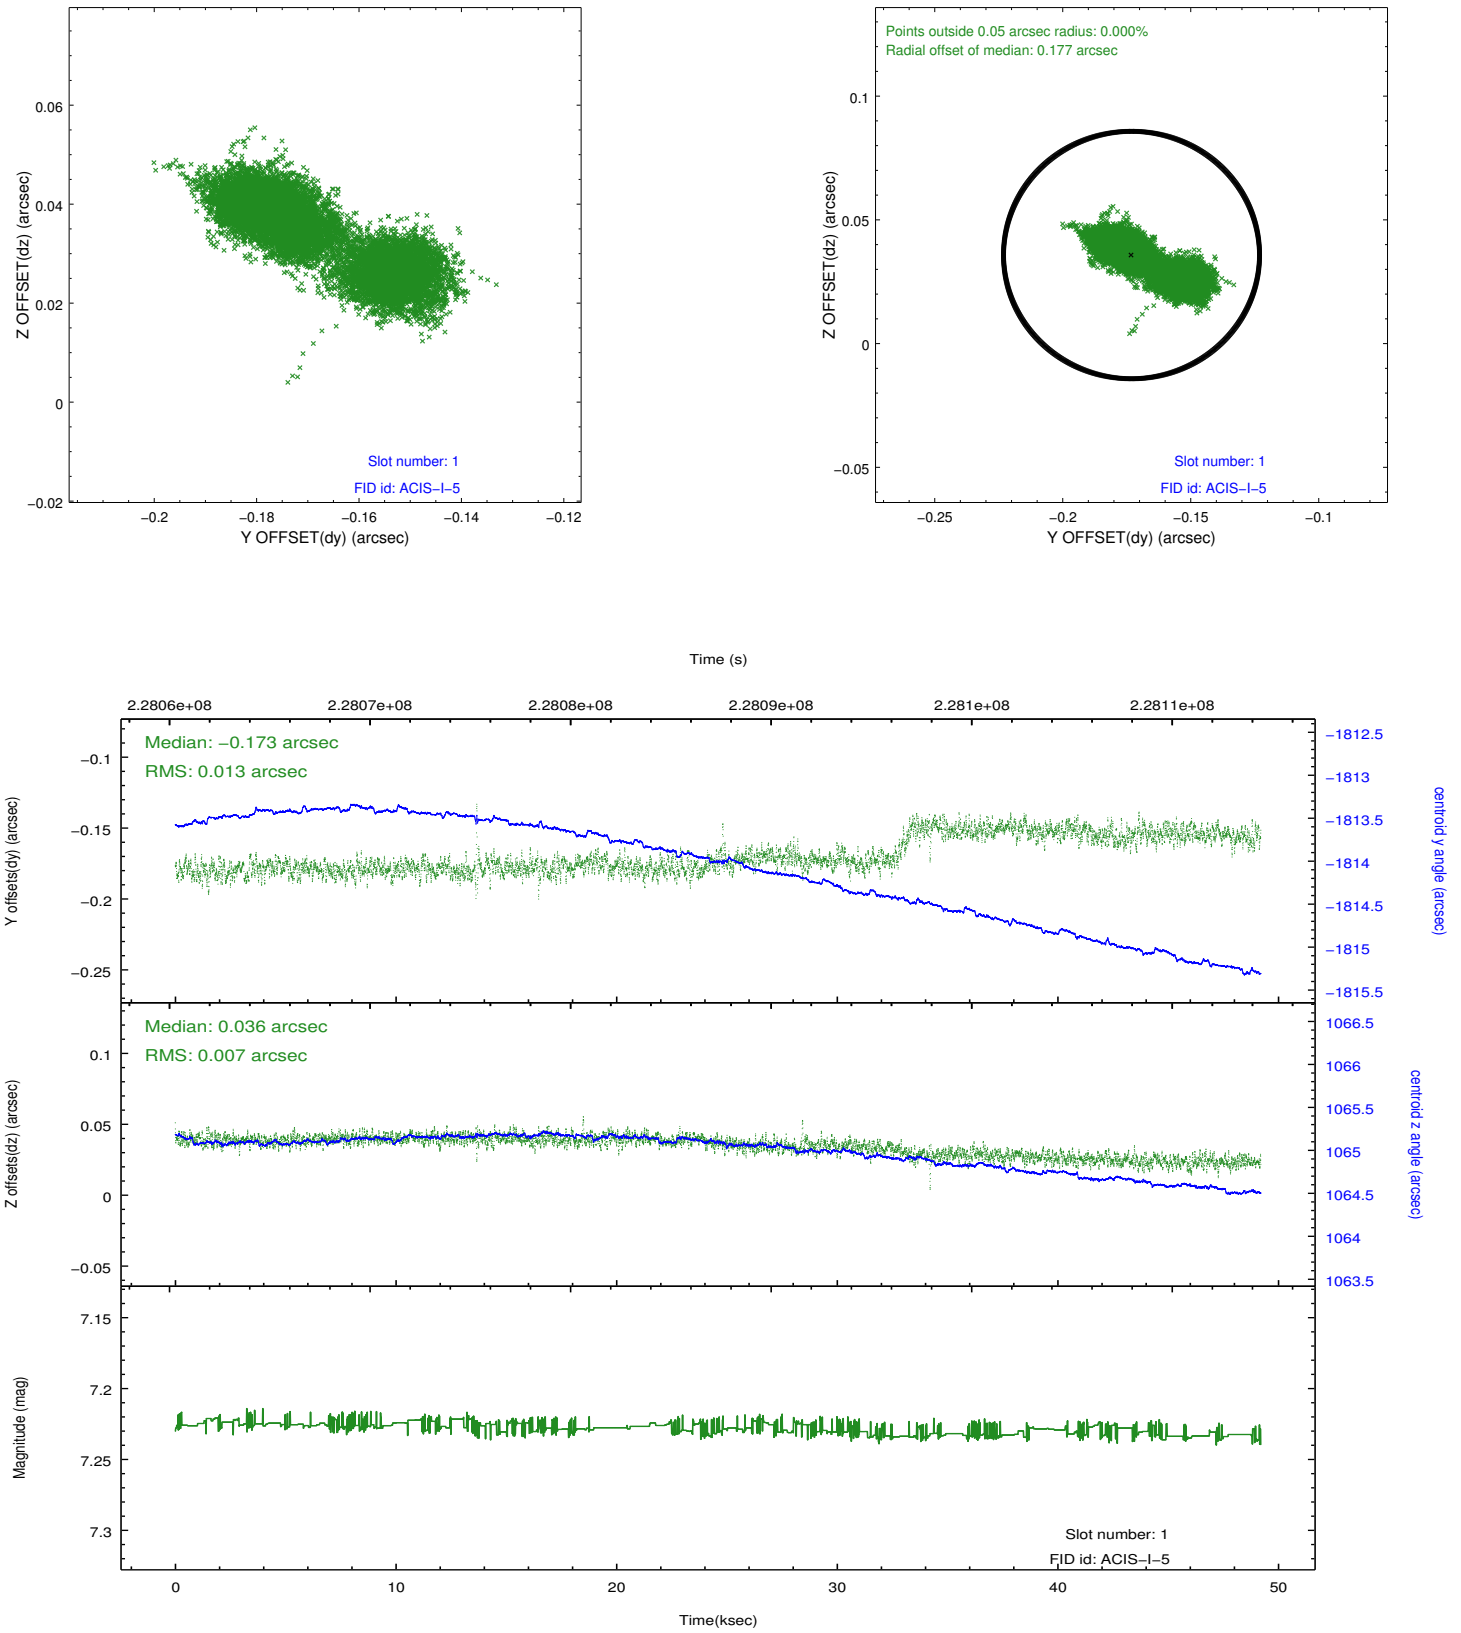 0.06
0.04
0.02
0
−0.02
Z OFFSET(dz) (arcsec)
Slot number: 1
FID id: ACIS−I−5
−0.2
−0.18
−0.16
−0.14
−0.12
Y OFFSET(dy) (arcsec)
Points outside 0.05 arcsec radius: 0.000%
Radial offset of median: 0.177 arcsec
0.1
0.05
0
−0.05
Z OFFSET(dz) (arcsec)
Slot number: 1
FID id: ACIS−I−5
−0.25
−0.2
−0.15
−0.1
Y OFFSET(dy) (arcsec)
Time (s)
2.2806e+08
2.2807e+08
2.2808e+08
2.2809e+08
2.281e+08
2.2811e+08
Median: −0.173 arcsec
RMS: 0.013 arcsec
−0.1
−0.15
−0.2
−0.25
Y offsets(dy) (arcsec)
−1812.5
−1813
−1813.5
−1814
−1814.5
−1815
−1815.5
centroid y angle (arcsec)
Median: 0.036 arcsec
RMS: 0.007 arcsec
0.1
0.05
0
−0.05
Z offsets(dz) (arcsec)
1066.5
1066
1065.5
1065
1064.5
1064
1063.5
centroid z angle (arcsec)
7.15
7.2
7.25
7.3
Magnitude (mag)
Slot number: 1
FID id: ACIS−I−5
0
10
20
30
40
50
Time(ksec)